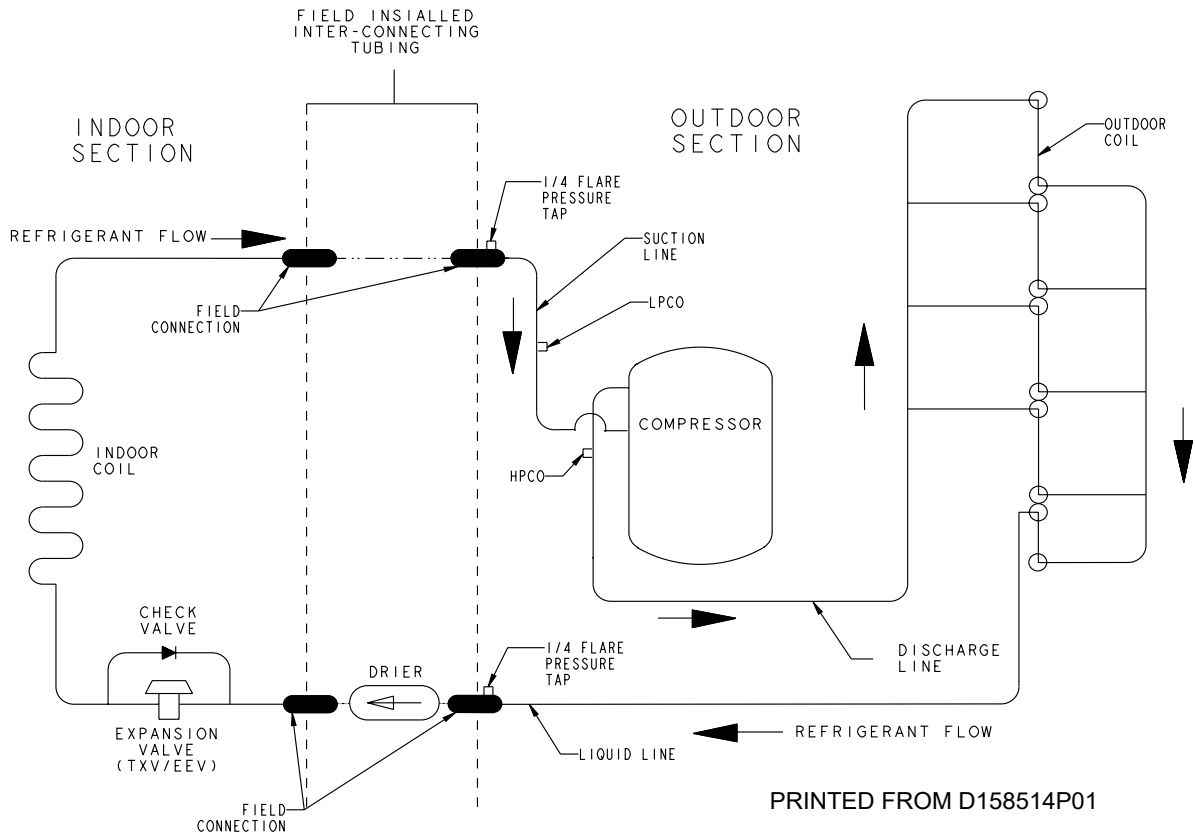 FIELD INSIALLED
INTER-CONNECTING
TUBING
INDOOR
SECTION
OUTDOOR
SECTION
OUTDOOR
COIL
1/4 FLARE
PRESSURE
TAP
REFRIGERANT FLOW
SUCTION
LINE
FIELD
CONNECTION
LPCO
COMPRESSOR
INDOOR
COIL
HPCO
CHECK
VALVE
1/4 FLARE
PRESSURE
TAP
DRIER
DISCHARGE
LINE
EXPANSION
VALVE
(TXV/EEV)
LIQUID LINE
REFRIGERANT FLOW
FIELD
CONNECTION
PRINTED FROM D158514P01